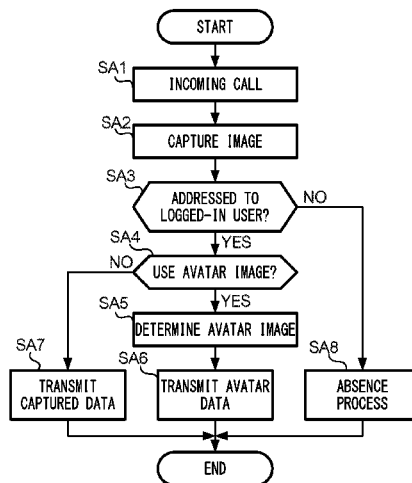 START
SA1
INCOMING CALL
SA2
CAPTURE IMAGE
SA3
ADDRESSED TO
LOGGED-IN USER?
NO
SA4
YES
NO
USE AVATAR IMAGE?
YES
SA5
DETERMINE AVATAR IMAGE
SA7
SA6
SA8
TRANSMIT
CAPTURED DATA
TRANSMIT AVATAR
DATA
ABSENCE
PROCESS
END